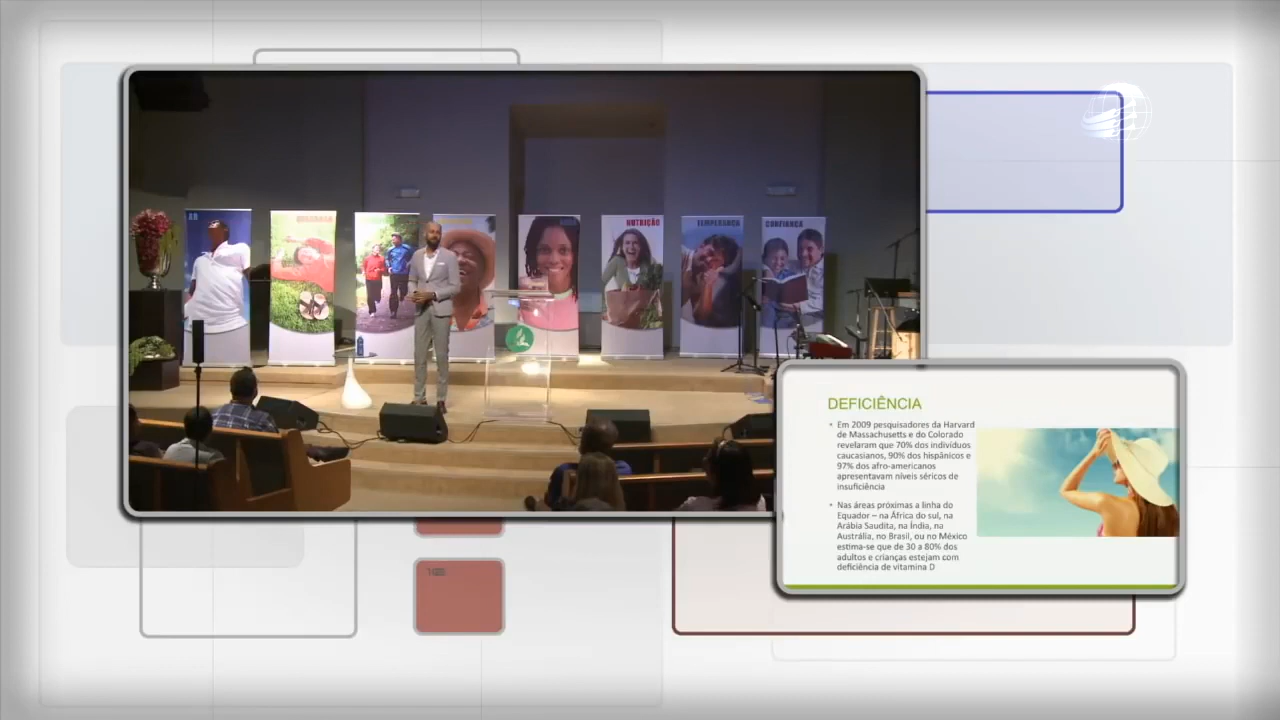 AR
NUTRIÇÃO
TEMPERANÇA
CONFIANÇA
DEFICIÊNCIA
• Em 2009 pesquisadores da Harvard
de Massachusetts e do Colorado
revelaram que 70% dos indivíduos
caucasianos, 90% dos hispânicos e
97% dos afro-americanos
apresentavam níveis séricos de
insuficiência
• Nas áreas próximas a linha do
Equador – na África do sul, na
Arábia Saudita, na Índia, na
Austrália, no Brasil, ou no México
estima-se que de 30 a 80% dos
adultos e crianças estejam com
deficiência de vitamina D